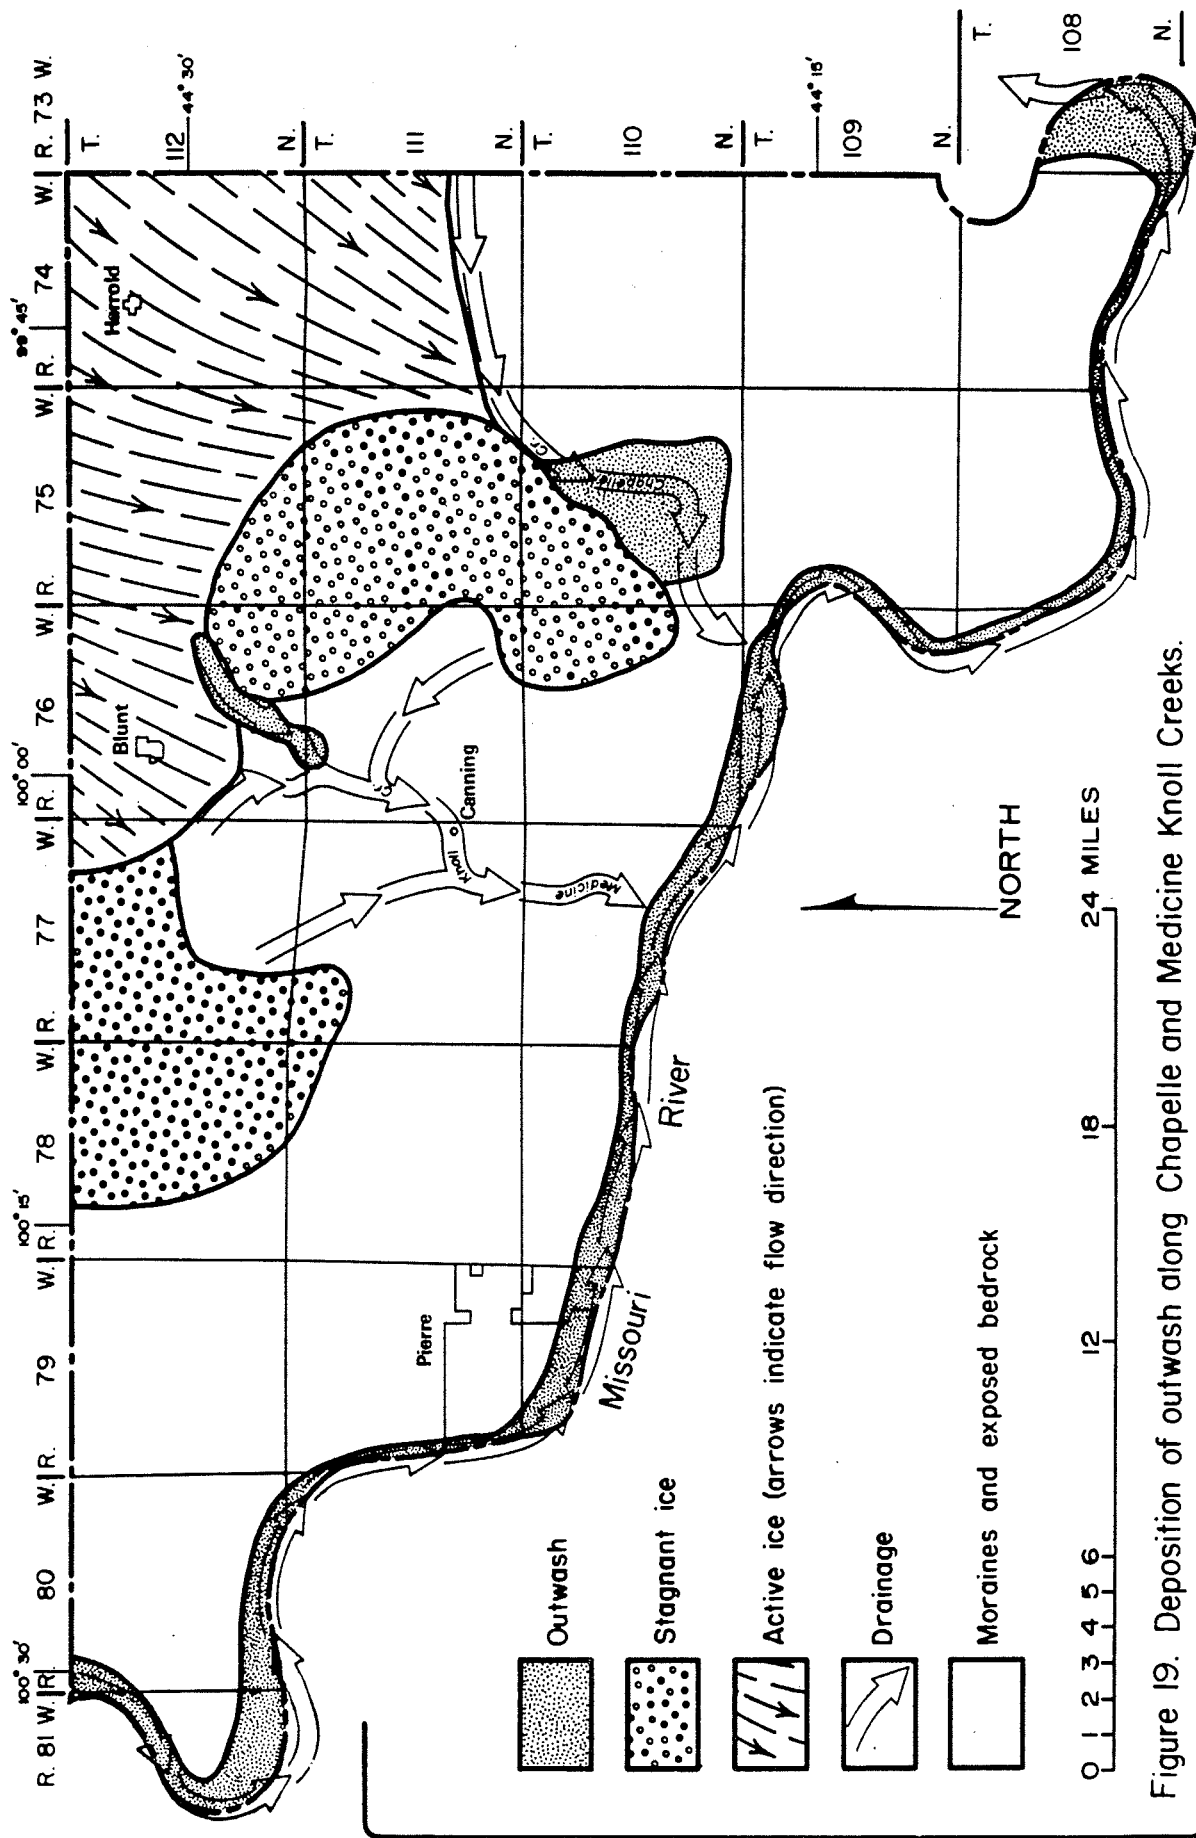 R. 81 W. R. 80 W. R. 79 W. R. 78 W. R. 77 W. R. 76 W. R. 75 W. R. 74 W. R. 73 W.
100° 30' 100° 15' 100° 00' 99° 45'
T. 112 N.
44° 30'
T. 111 N.
T. 110 N.
T. 109 N.
44° 15'
T. 108 N.
Harrold
Blunt
Canning
Pierre
Chapelle Cr.
Medicine Knoll Cr.
Missouri River
Outwash
Stagnant ice
Active ice (arrows indicate flow direction)
Drainage
Moraines and exposed bedrock
NORTH
0 1 2 3 4 5 6 12 18 24 MILES
Figure 19. Deposition of outwash along Chapelle and Medicine Knoll Creeks.